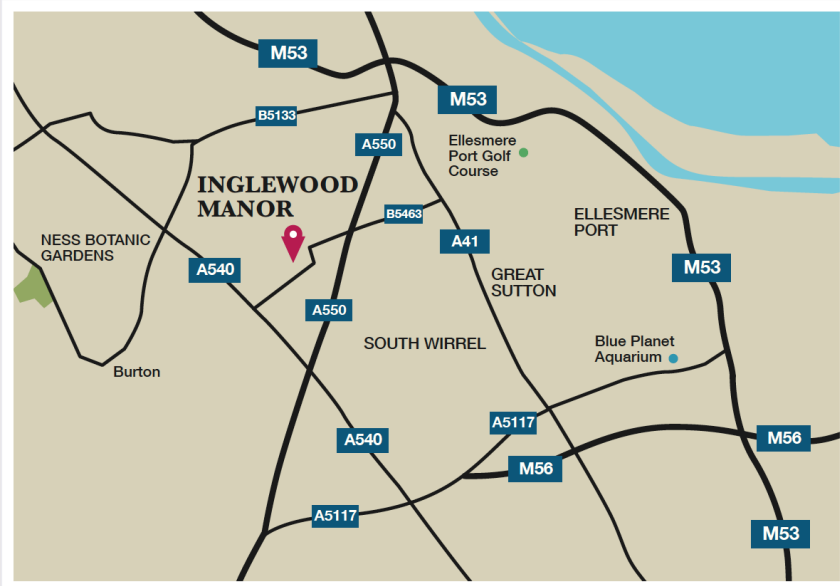 M53
M53
B5133
A550
Ellesmere
Port Golf
Course
INGLEWOOD
MANOR
B5463
ELLESMERE
PORT
NESS BOTANIC
GARDENS
A540
A41
M53
GREAT
SUTTON
A550
SOUTH WIRREL
Blue Planet
Aquarium
Burton
A5117
A540
M56
M56
A5117
M53